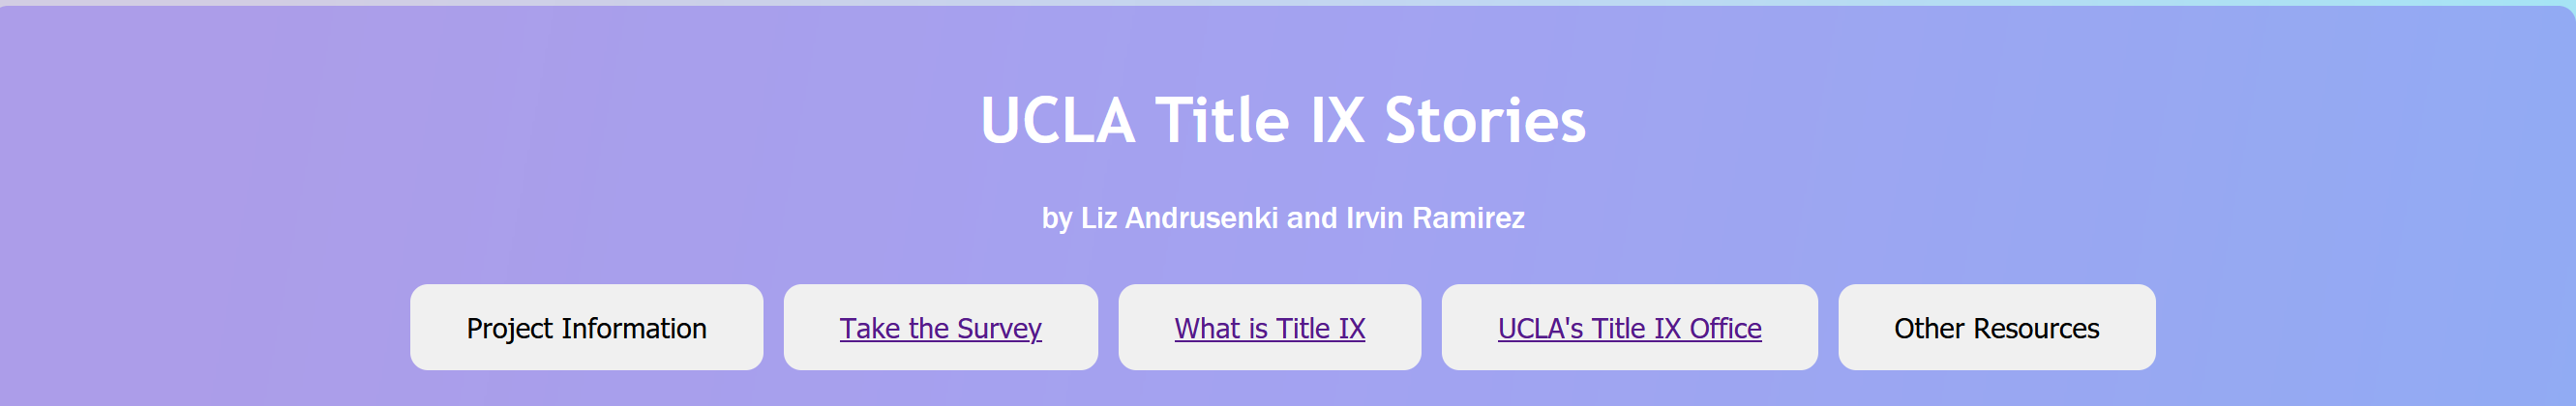 UCLA Title IX Stories
by Liz Andrusenki and Irvin Ramirez
Project Information Take the Survey What is Title IX UCLA's Title IX Office Other Resources